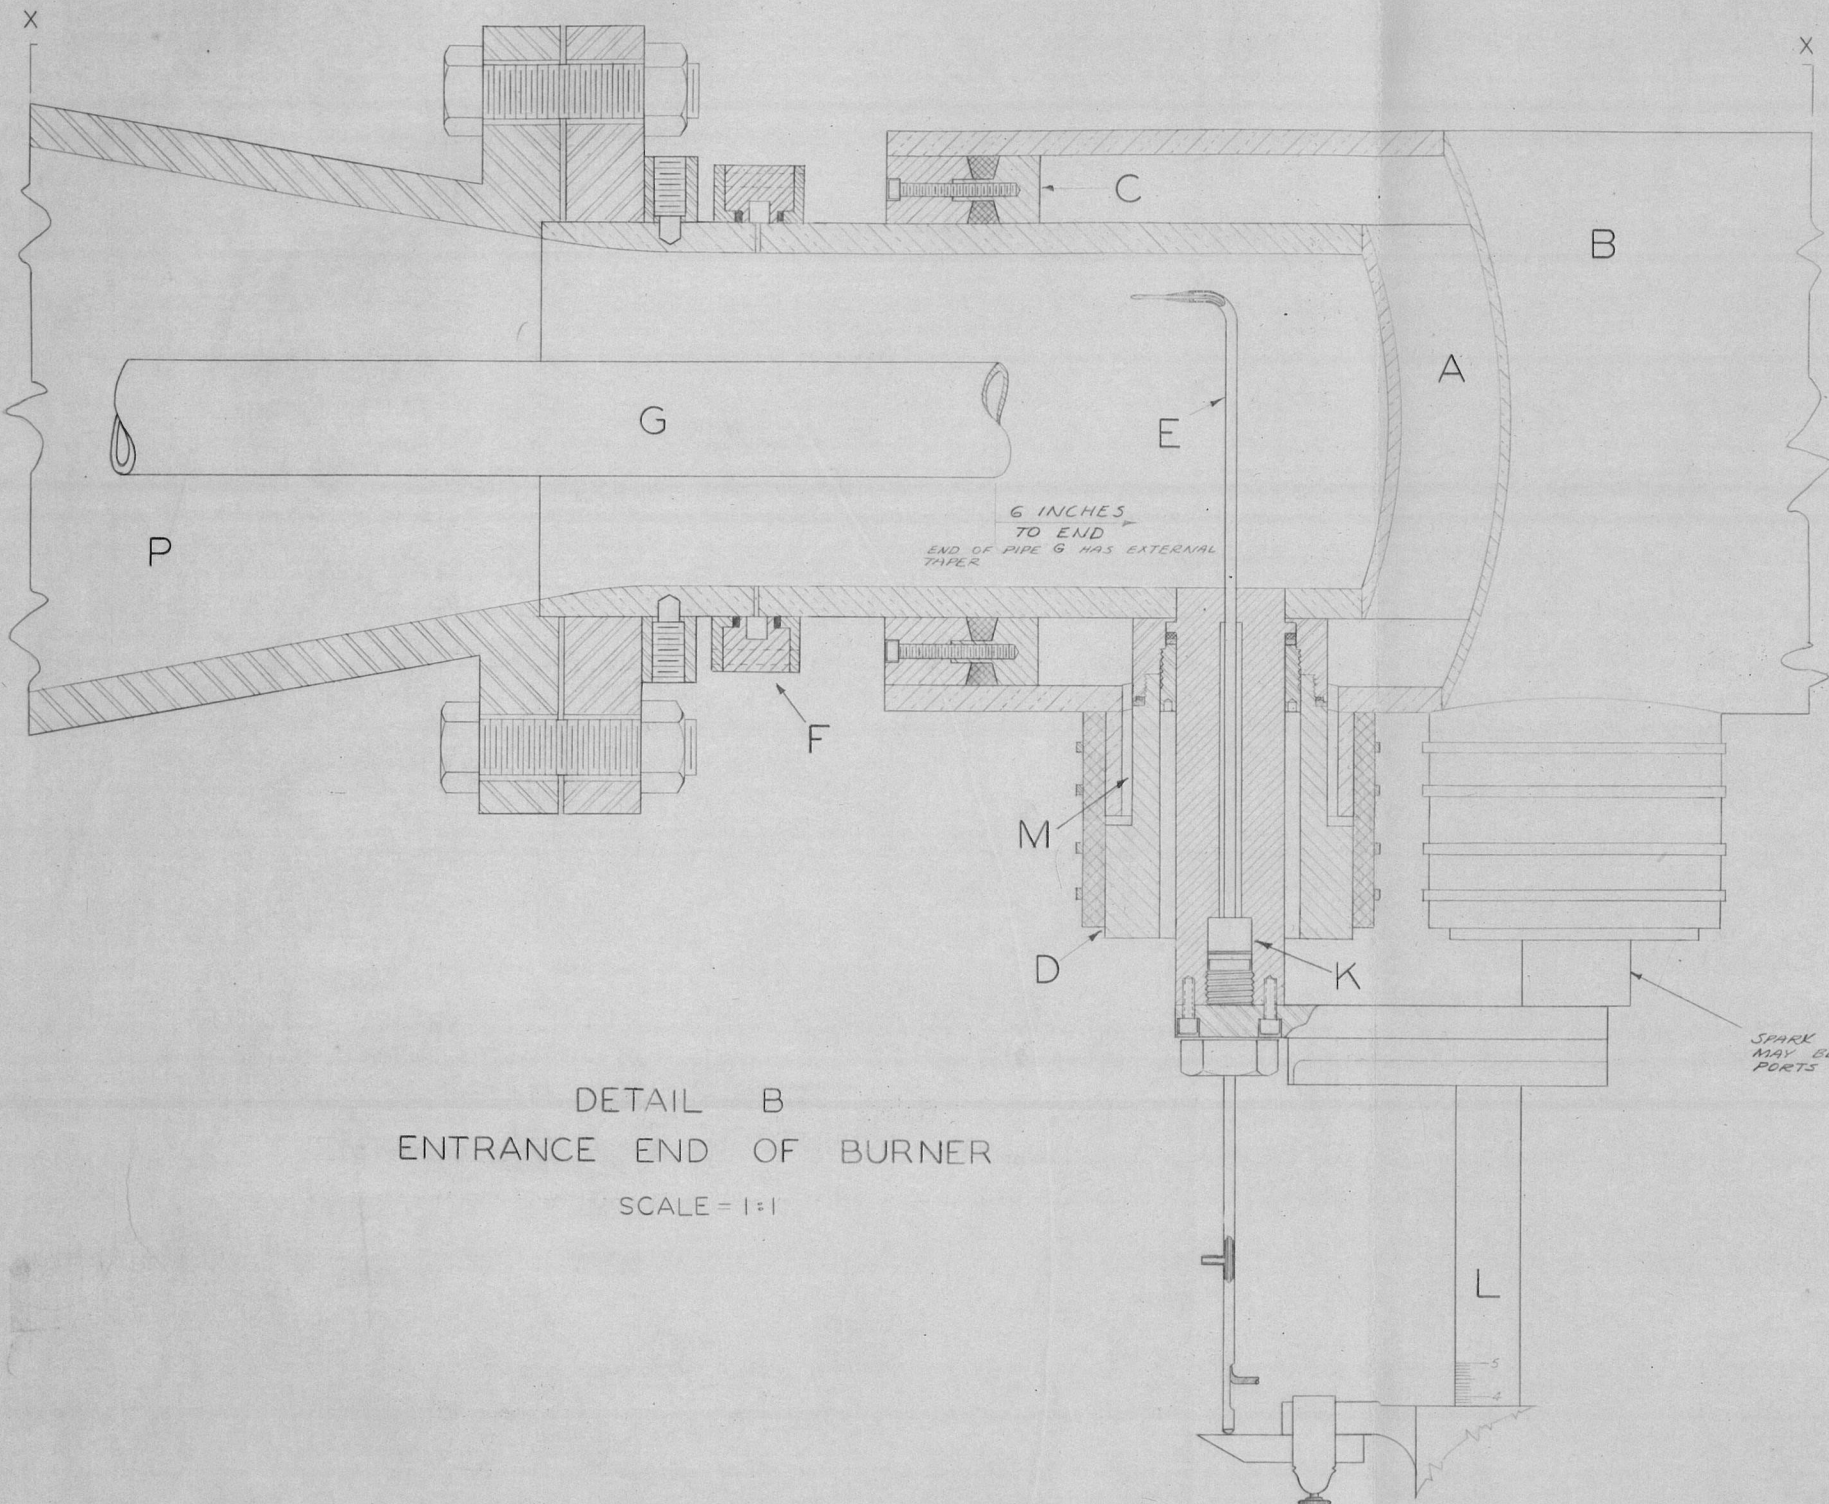 X
X
C
B
A
G
E
6 INCHES
TO END
END OF PIPE G HAS EXTERNAL
TAPER
P
F
M
D
K
SPARK
MAY
PORTS
DETAIL B
ENTRANCE END OF BURNER
SCALE = 1:1
L
5
4